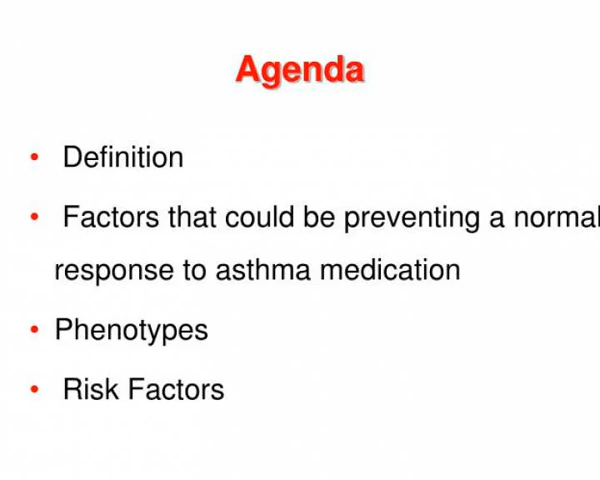 Agenda
• Definition
• Factors that could be preventing a normal
response to asthma medication
• Phenotypes
• Risk Factors